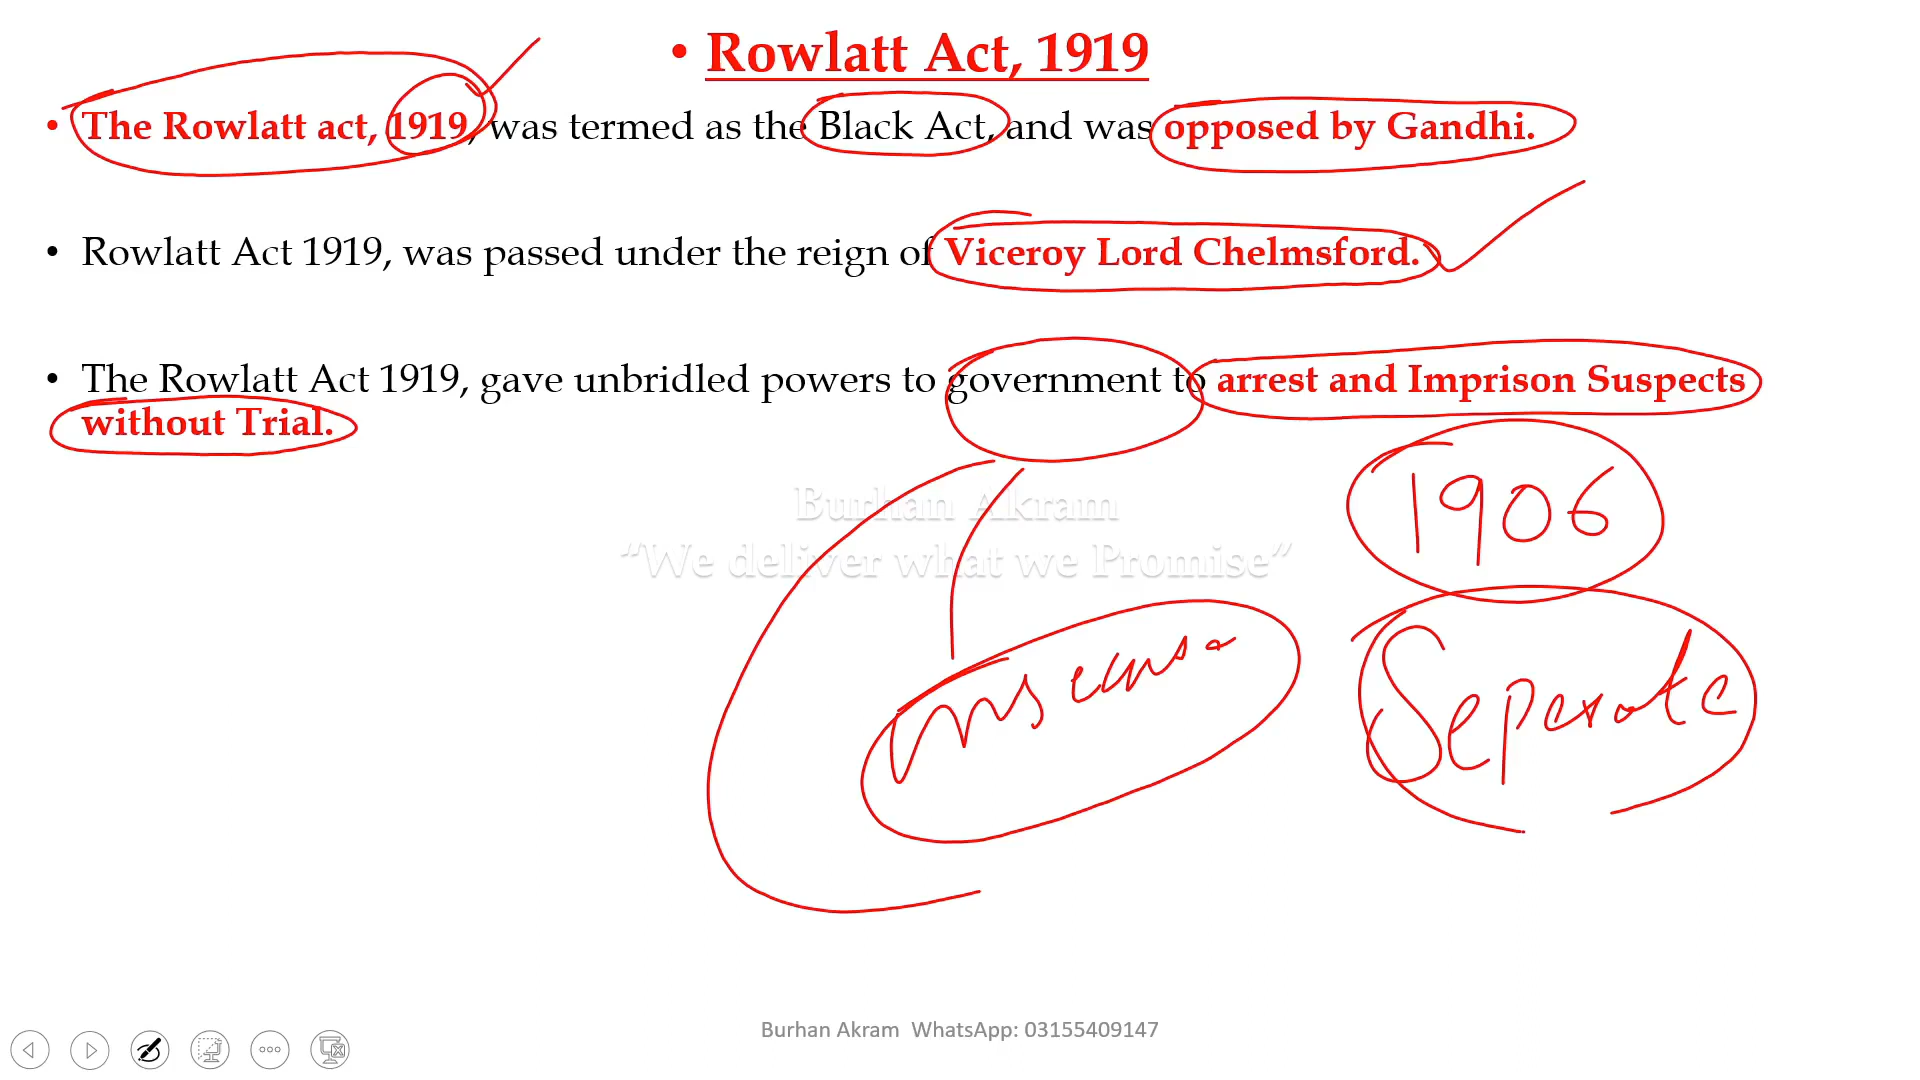 • Rowlatt Act, 1919
• The Rowlatt act, 1919, was termed as the Black Act, and was opposed by Gandhi.
• Rowlatt Act 1919, was passed under the reign of Viceroy Lord Chelmsford.
• The Rowlatt Act 1919, gave unbridled powers to government to arrest and Imprison Suspects
without Trial.
1906
Burhan Akram
“We deliver what we Promise”
Seperate
Burhan Akram WhatsApp: 03155409147